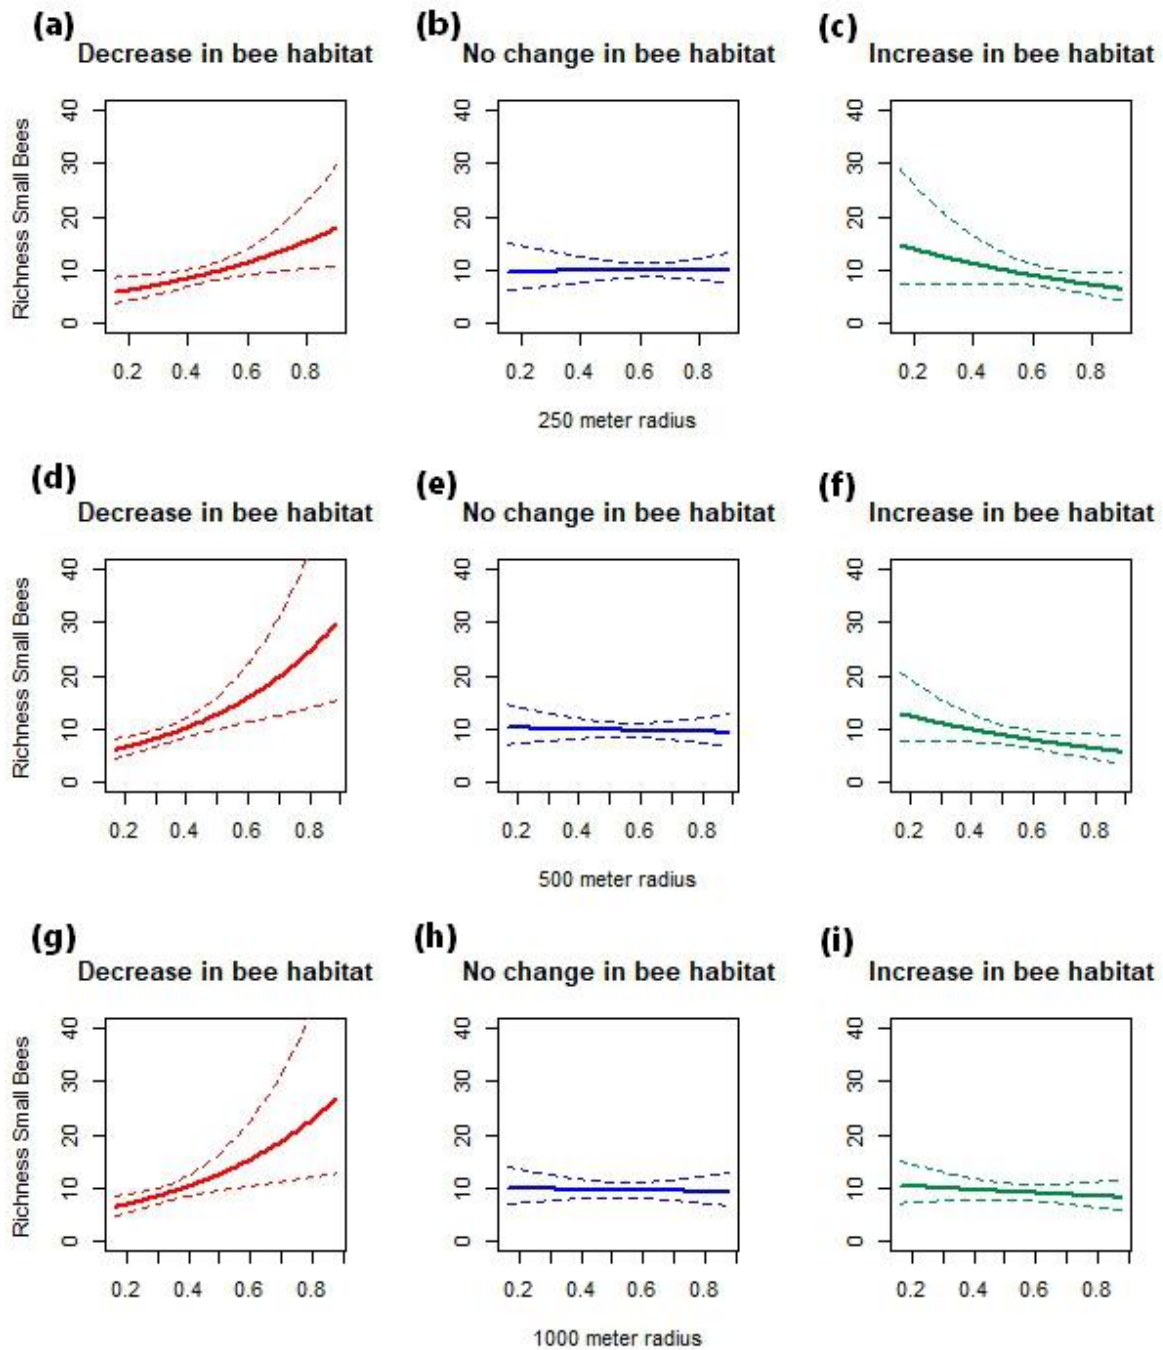 (a) (b) (c)
Decrease in bee habitat No change in bee habitat Increase in bee habitat
Richness Small Bees
40 40 40
30 30 30
20 20 20
10 10 10
0 0 0
0.2 0.4 0.6 0.8 0.2 0.4 0.6 0.8 0.2 0.4 0.6 0.8
250 meter radius
(d) (e) (f)
Decrease in bee habitat No change in bee habitat Increase in bee habitat
Richness Small Bees
40 40 40
30 30 30
20 20 20
10 10 10
0 0 0
0.2 0.4 0.6 0.8 0.2 0.4 0.6 0.8 0.2 0.4 0.6 0.8
500 meter radius
(g) (h) (i)
Decrease in bee habitat No change in bee habitat Increase in bee habitat
Richness Small Bees
40 40 40
30 30 30
20 20 20
10 10 10
0 0 0
0.2 0.4 0.6 0.8 0.2 0.4 0.6 0.8 0.2 0.4 0.6 0.8
1000 meter radius